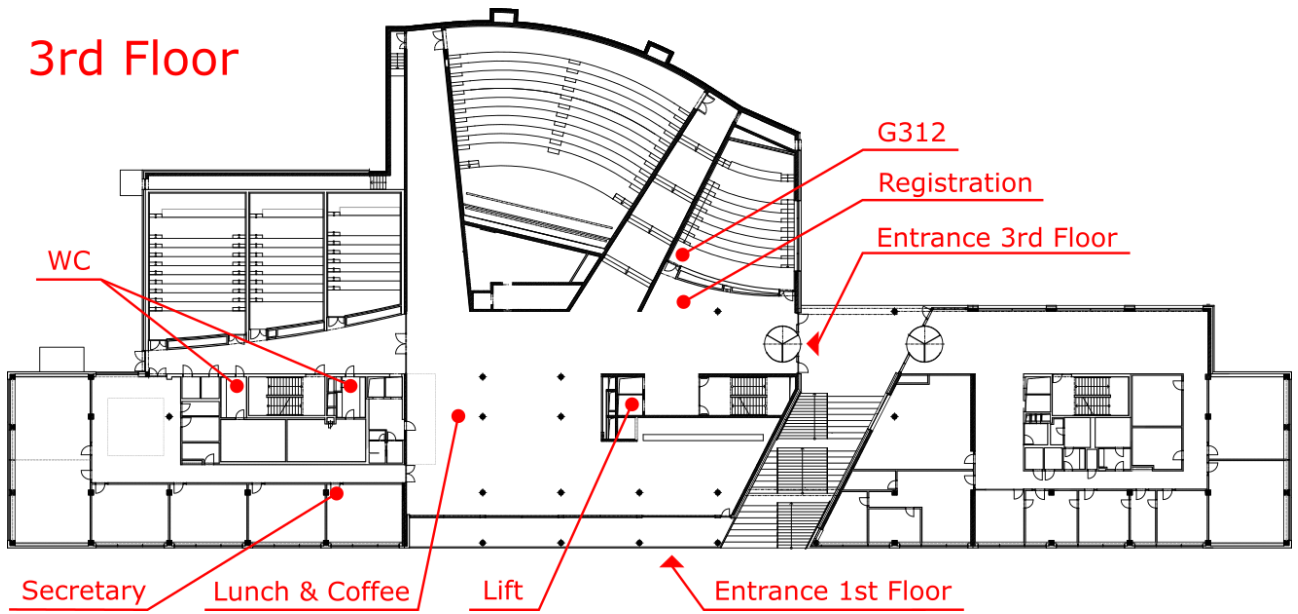 3rd Floor
G312
Registration
Entrance 3rd Floor
WC
Secretary
Lunch & Coffee
Lift
Entrance 1st Floor